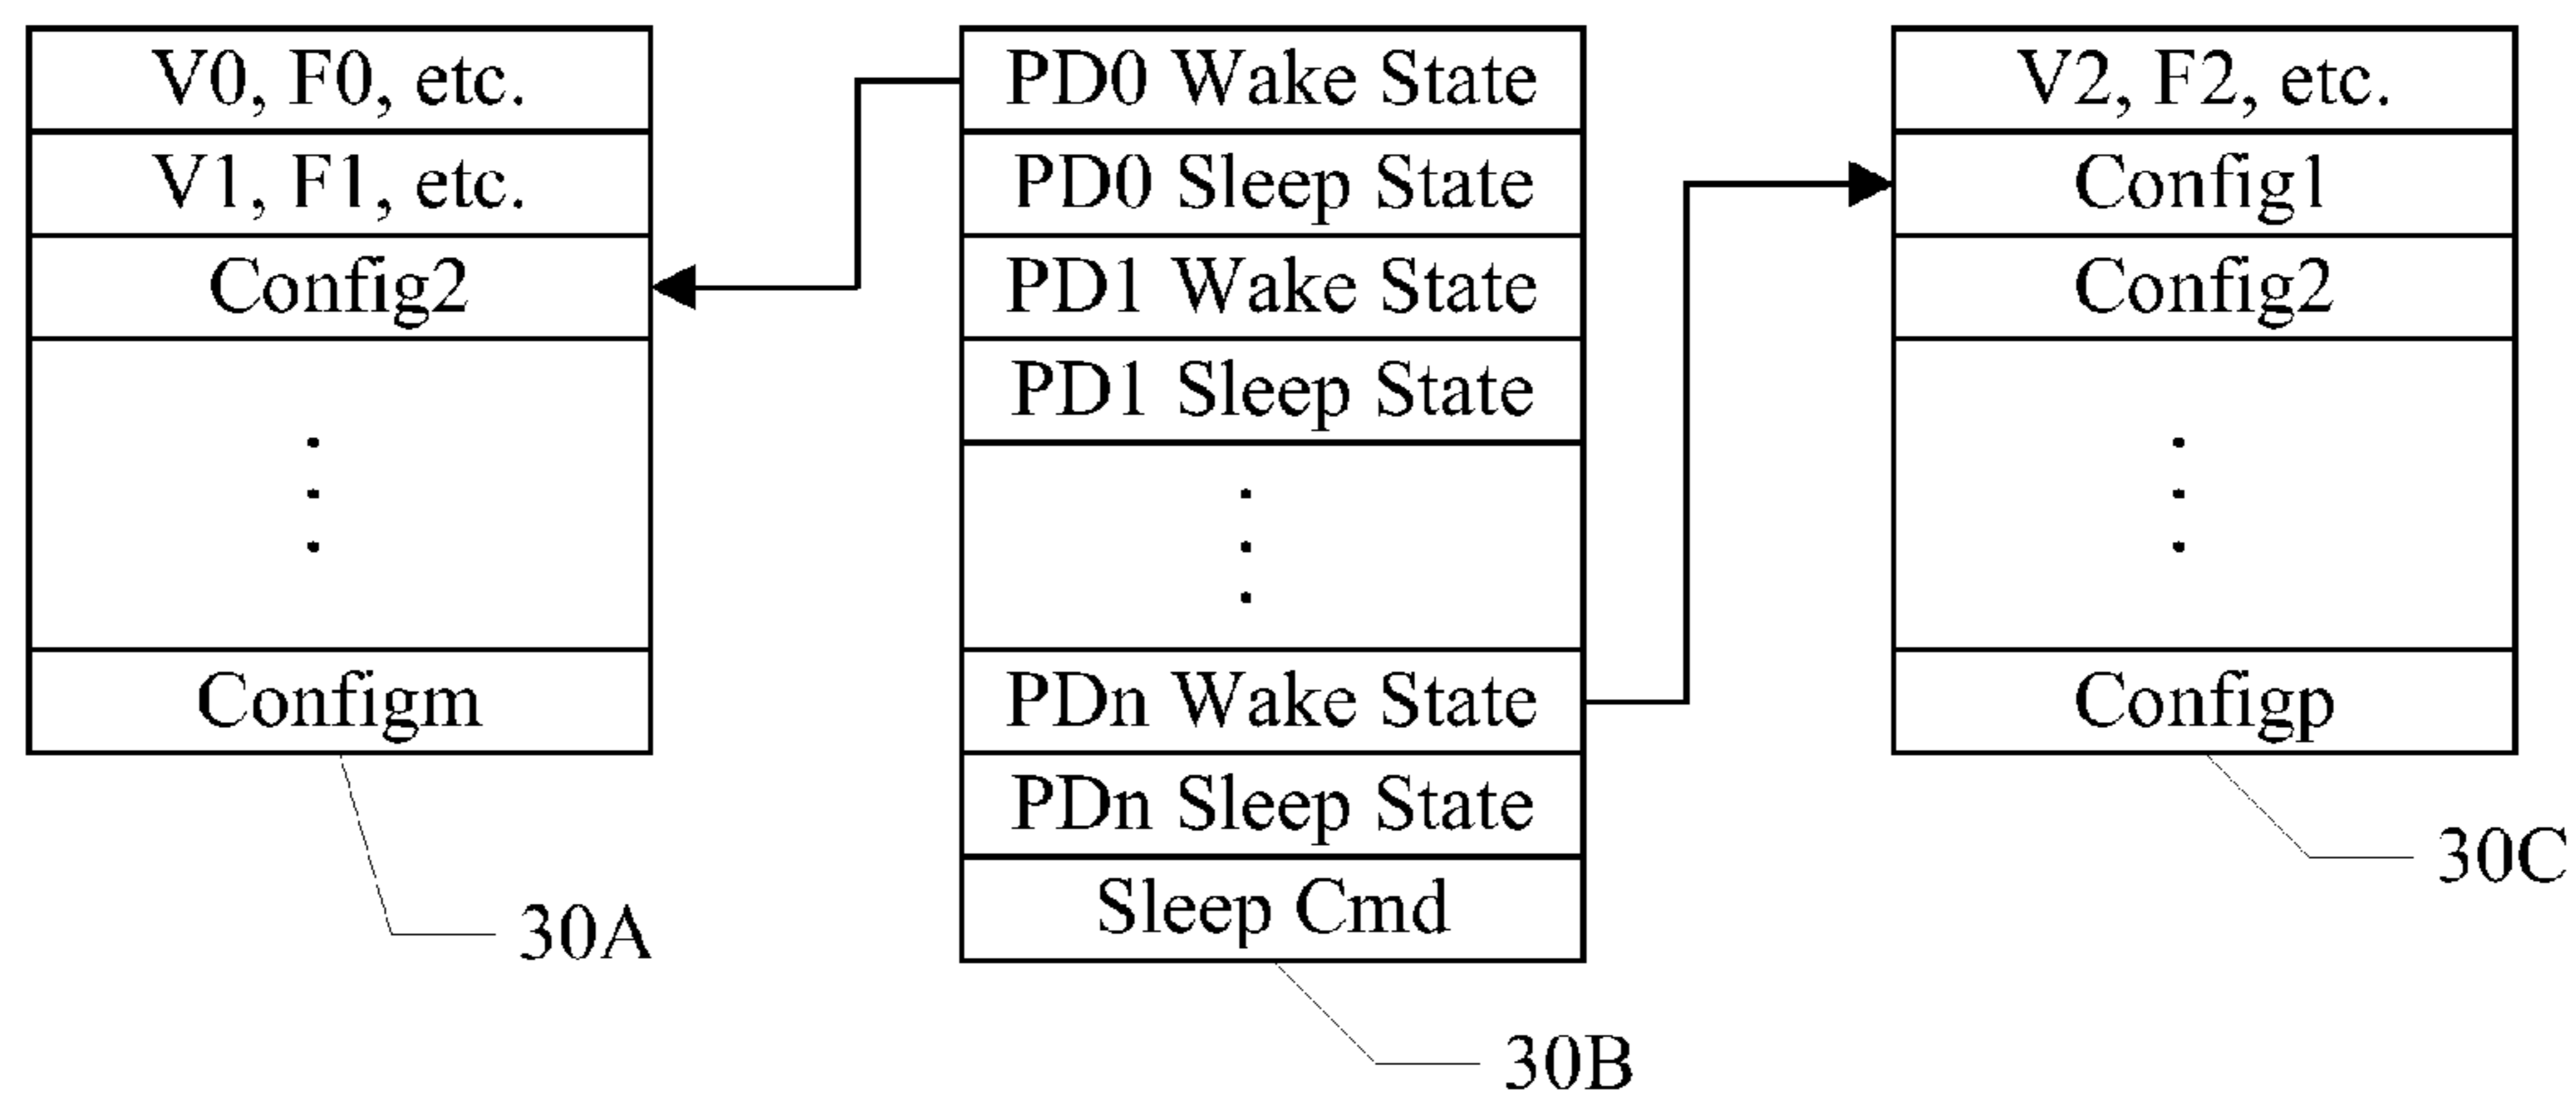 V0, F0, etc.
V1, F1, etc.
Config2
Configm
30A
PD0 Wake State
PD0 Sleep State
PD1 Wake State
PD1 Sleep State
PDn Wake State
PDn Sleep State
Sleep Cmd
30B
V2, F2, etc.
Config1
Config2
Configp
30C